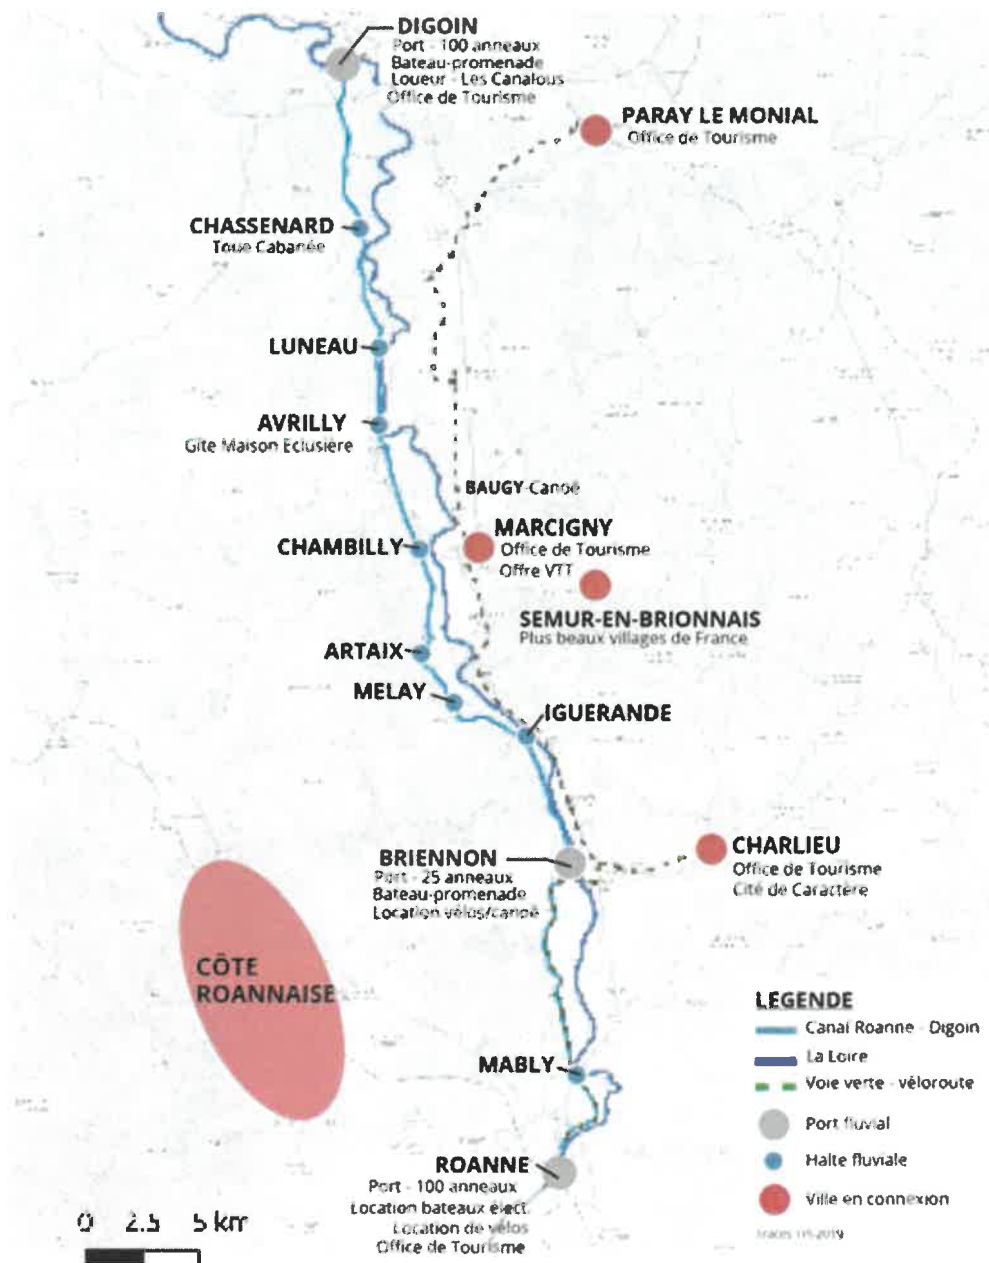 DIGOIN
Port - 100 anneaux
Bateau-promenade
Loueur - Les Canalous
Office de Tourisme
PARAY LE MONIAL
Office de Tourisme
CHASSENARD
Toue Cabanée
LUNEAU
AVRILLY
Gîte Maison Eclusière
BAUGY-Canoë
MARCIGNY
Office de Tourisme
Offre VTT
CHAMBILLY
SEMUR-EN-BRIONNAIS
Plus beaux villages de France
ARTAIX
MELAY
IGUERANDE
CHARLIEU
Office de Tourisme
Cité de Caractère
BRIENNON
Port - 25 anneaux
Bateau-promenade
Location vélos/canoë
CÔTE
ROANNAISE
MABLY
ROANNE
Port - 100 anneaux
Location bateaux élect.
Location de vélos
Office de Tourisme
LEGENDE
Canal Roanne - Digoin
La Loire
Voie verte - véloroute
Port fluvial
Halte fluviale
Ville en connexion
0 2.5 5 km